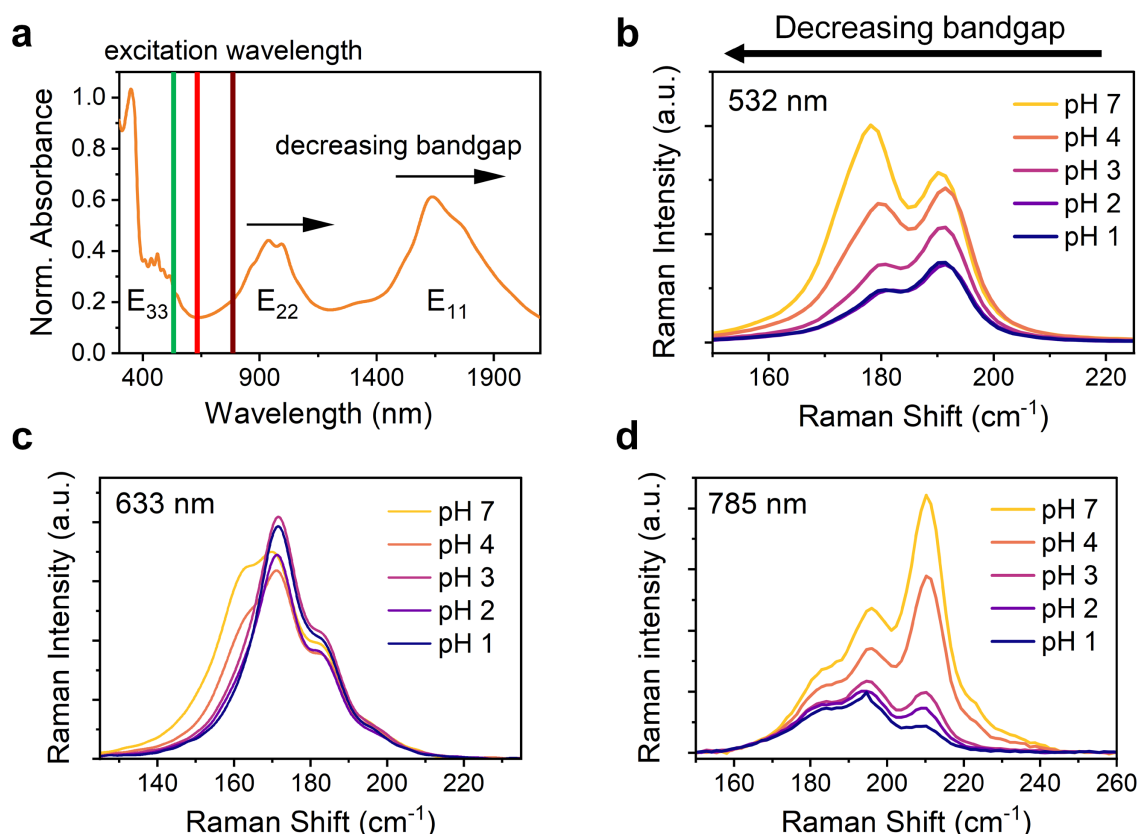 a
excitation wavelength
decreasing bandgap
Norm. Absorbance
1.0
0.8
0.6
0.4
0.2
0.0
E33
E22
E11
400
900
1400
1900
Wavelength (nm)
b
Decreasing bandgap
532 nm
pH 7
pH 4
pH 3
pH 2
pH 1
Raman Intensity (a.u.)
160
180
200
220
Raman Shift (cm-1)
c
633 nm
pH 7
pH 4
pH 3
pH 2
pH 1
Raman Intensity (a.u.)
140
160
180
200
220
Raman Shift (cm-1)
d
785 nm
pH 7
pH 4
pH 3
pH 2
pH 1
Raman intensity (a.u.)
160
180
200
220
240
260
Raman Shift (cm-1)